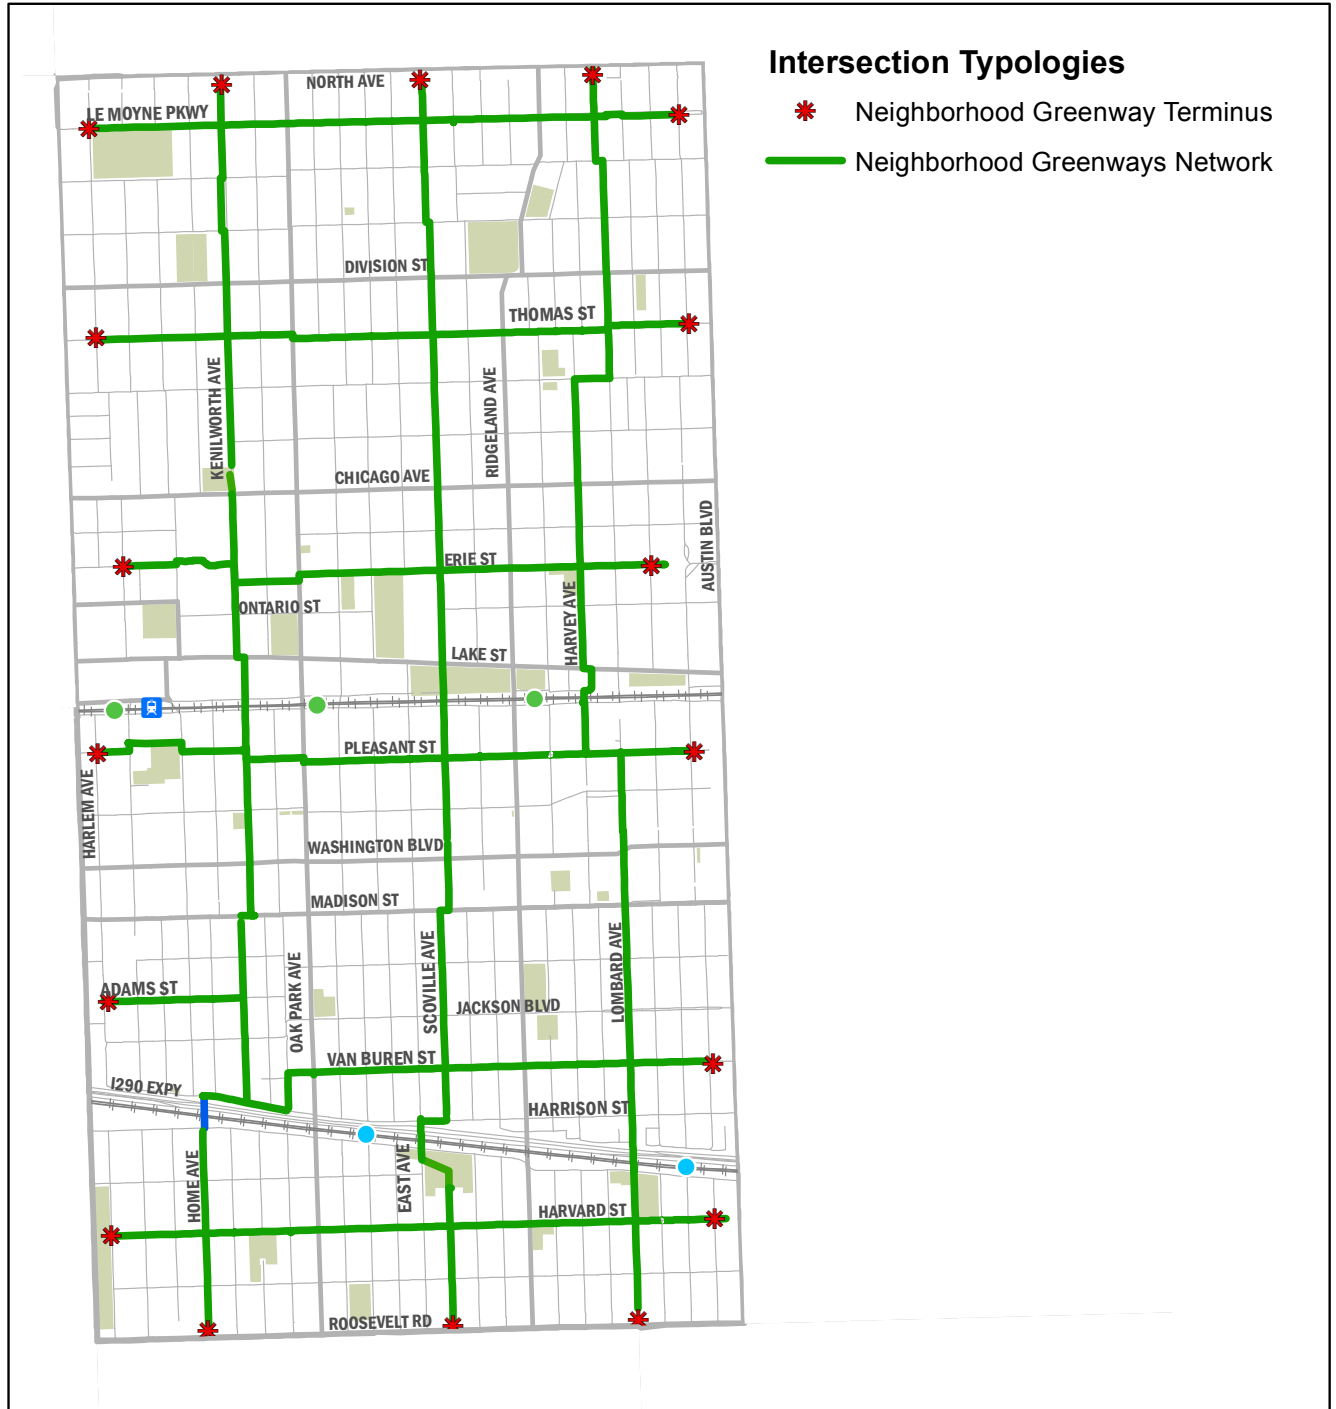 Intersection Typologies
Neighborhood Greenway Terminus
Neighborhood Greenways Network
NORTH AVE
LE MOYNE PKWY
DIVISION ST
THOMAS ST
KENILWORTH AVE
RIDGELAND AVE
CHICAGO AVE
AUSTIN BLVD
ERIE ST
HARVEY AVE
ONTARIO ST
LAKE ST
PLEASANT ST
HARLEM AVE
WASHINGTON BLVD
MADISON ST
SCOVILLE AVE
LOMBARD AVE
OAK PARK AVE
ADAMS ST
JACKSON BLVD
VAN BUREN ST
I290 EXPY
HARRISON ST
HOME AVE
EAST AVE
HARVARD ST
ROOSEVELT RD